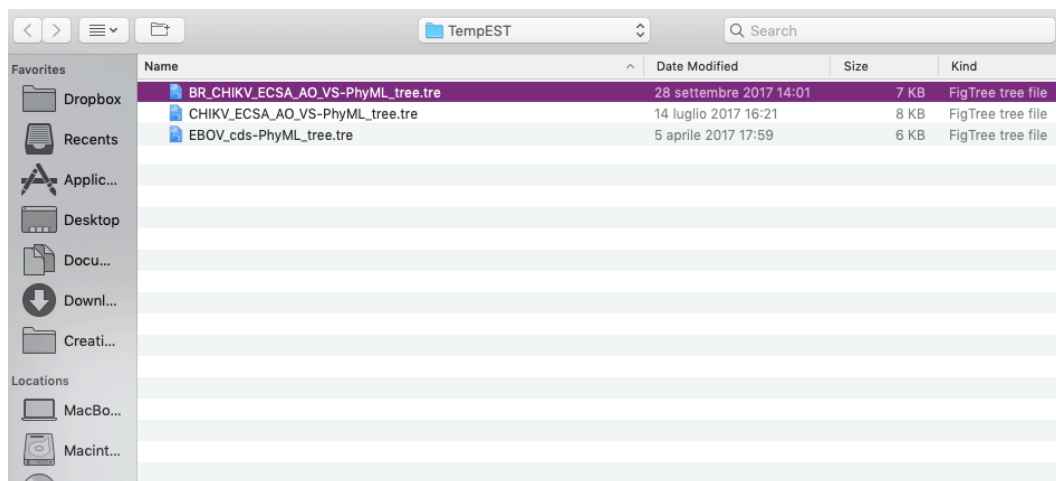 TempEST
Search
Favorites
Dropbox
Recents
Applic...
Desktop
Docu...
Downl...
Creati...
Locations
MacBo...
Macint...
Name Date Modified Size Kind
BR_CHIKV_ECSA_AO_VS-PhyML_tree.tre 28 settembre 2017 14:01 7 KB FigTree tree file
CHIKV_ECSA_AO_VS-PhyML_tree.tre 14 luglio 2017 16:21 8 KB FigTree tree file
EBOV_cds-PhyML_tree.tre 5 aprile 2017 17:59 6 KB FigTree tree file